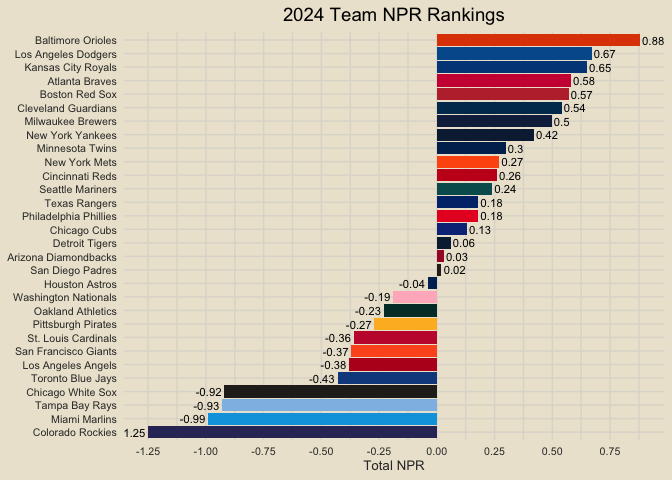 2024 Team NPR Rankings
Baltimore Orioles 0.88
Los Angeles Dodgers 0.67
Kansas City Royals 0.65
Atlanta Braves 0.58
Boston Red Sox 0.57
Cleveland Guardians 0.54
Milwaukee Brewers 0.5
New York Yankees 0.42
Minnesota Twins 0.3
New York Mets 0.27
Cincinnati Reds 0.26
Seattle Mariners 0.24
Texas Rangers 0.18
Philadelphia Phillies 0.18
Chicago Cubs 0.13
Detroit Tigers 0.06
Arizona Diamondbacks 0.03
San Diego Padres 0.02
Houston Astros -0.04
Washington Nationals -0.19
Oakland Athletics -0.23
Pittsburgh Pirates -0.27
St. Louis Cardinals -0.36
San Francisco Giants -0.37
Los Angeles Angels -0.38
Toronto Blue Jays -0.43
Chicago White Sox -0.92
Tampa Bay Rays -0.93
Miami Marlins -0.99
Colorado Rockies 1.25
-1.25 -1.00 -0.75 -0.50 -0.25 0.00 0.25 0.50 0.75
Total NPR